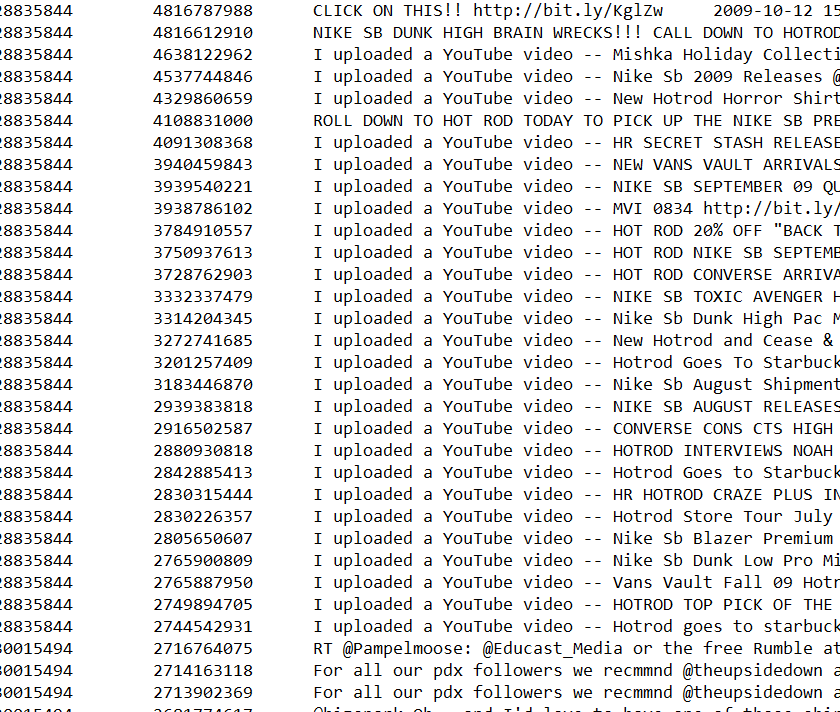 28835844 4816787988 CLICK ON THIS!! http://bit.ly/KglZw 2009-10-12 15
28835844 4816612910 NIKE SB DUNK HIGH BRAIN WRECKS!!! CALL DOWN TO HOTROD
28835844 4638122962 I uploaded a YouTube video -- Mishka Holiday Collecti
28835844 4537744846 I uploaded a YouTube video -- Nike Sb 2009 Releases @
28835844 4329860659 I uploaded a YouTube video -- New Hotrod Horror Shirt
28835844 4108831000 ROLL DOWN TO HOT ROD TODAY TO PICK UP THE NIKE SB PRE
28835844 4091308368 I uploaded a YouTube video -- HR SECRET STASH RELEASE
28835844 3940459843 I uploaded a YouTube video -- NEW VANS VAULT ARRIVALS
28835844 3939540221 I uploaded a YouTube video -- NIKE SB SEPTEMBER 09 QU
28835844 3938786102 I uploaded a YouTube video -- MVI 0834 http://bit.ly/
28835844 3784910557 I uploaded a YouTube video -- HOT ROD 20% OFF "BACK T
28835844 3750937613 I uploaded a YouTube video -- HOT ROD NIKE SB SEPTEMB
28835844 3728762903 I uploaded a YouTube video -- HOT ROD CONVERSE ARRIVA
28835844 3332337479 I uploaded a YouTube video -- NIKE SB TOXIC AVENGER H
28835844 3314204345 I uploaded a YouTube video -- Nike Sb Dunk High Pac M
28835844 3272741685 I uploaded a YouTube video -- New Hotrod and Cease &
28835844 3201257409 I uploaded a YouTube video -- Hotrod Goes To Starbuck
28835844 3183446870 I uploaded a YouTube video -- Nike Sb August Shipment
28835844 2939383818 I uploaded a YouTube video -- NIKE SB AUGUST RELEASES
28835844 2916502587 I uploaded a YouTube video -- CONVERSE CONS CTS HIGH
28835844 2880930818 I uploaded a YouTube video -- HOTROD INTERVIEWS NOAH
28835844 2842885413 I uploaded a YouTube video -- Hotrod Goes to Starbuck
28835844 2830315444 I uploaded a YouTube video -- HR HOTROD CRAZE PLUS IN
28835844 2830226357 I uploaded a YouTube video -- Hotrod Store Tour July
28835844 2805650607 I uploaded a YouTube video -- Nike Sb Blazer Premium
28835844 2765900809 I uploaded a YouTube video -- Nike Sb Dunk Low Pro Mi
28835844 2765887950 I uploaded a YouTube video -- Vans Vault Fall 09 Hotr
28835844 2749894705 I uploaded a YouTube video -- HOTROD TOP PICK OF THE
28835844 2744542931 I uploaded a YouTube video -- Hotrod goes to starbuck
30015494 2716764075 RT @Pampelmoose: @Educast_Media or the free Rumble at
30015494 2714163118 For all our pdx followers we recmmnd @theupsidedown a
30015494 2713902369 For all our pdx followers we recmmnd @theupsidedown a